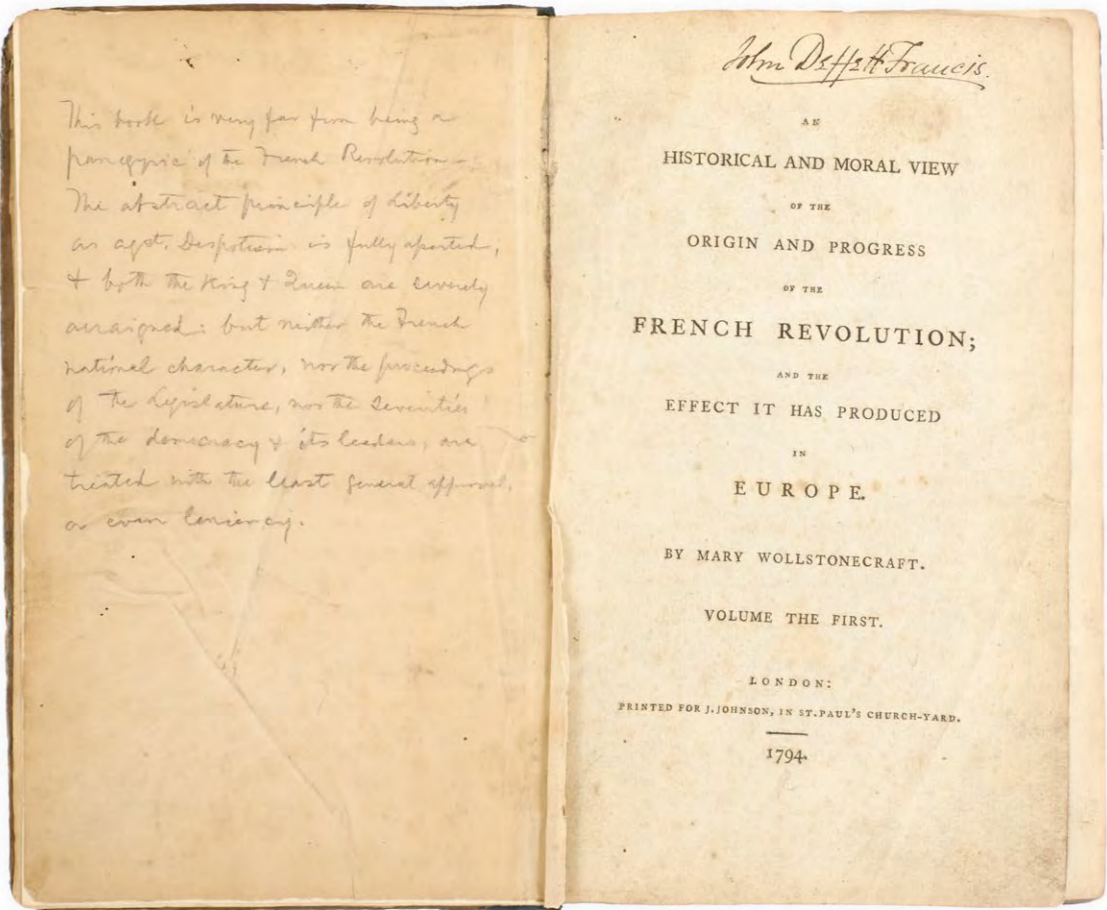 This book is very far from being a
panegyric of the French Revolution –
The abstract principle of Liberty
as agst. Despotism is fully asserted;
& both the King & Queen are severely
arraigned: but neither the French
national character, nor the proceedings
of the Legislature, nor the severities
of the democracy & its leaders, are
treated with the least general approval,
or even leniency.
John Deffett Francis.
AN
HISTORICAL AND MORAL VIEW
OF THE
ORIGIN AND PROGRESS
OF THE
FRENCH REVOLUTION;
AND THE
EFFECT IT HAS PRODUCED
IN
EUROPE.
BY MARY WOLLSTONECRAFT.
VOLUME THE FIRST.
LONDON:
PRINTED FOR J. JOHNSON, IN ST. PAUL'S CHURCH-YARD.
1794.